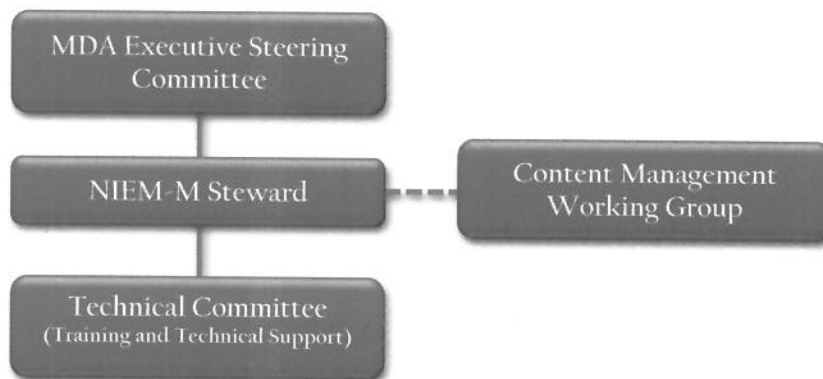 MDA Executive Steering
Committee
NIEM-M Steward
Content Management
Working Group
Technical Committee
(Training and Technical Support)